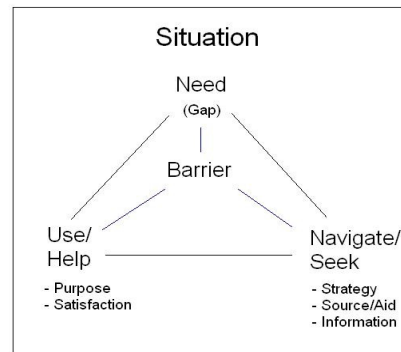 Situation
Need
(Gap)
Barrier
Use/
Help
- Purpose
- Satisfaction
Navigate/
Seek
- Strategy
- Source/Aid
- Information